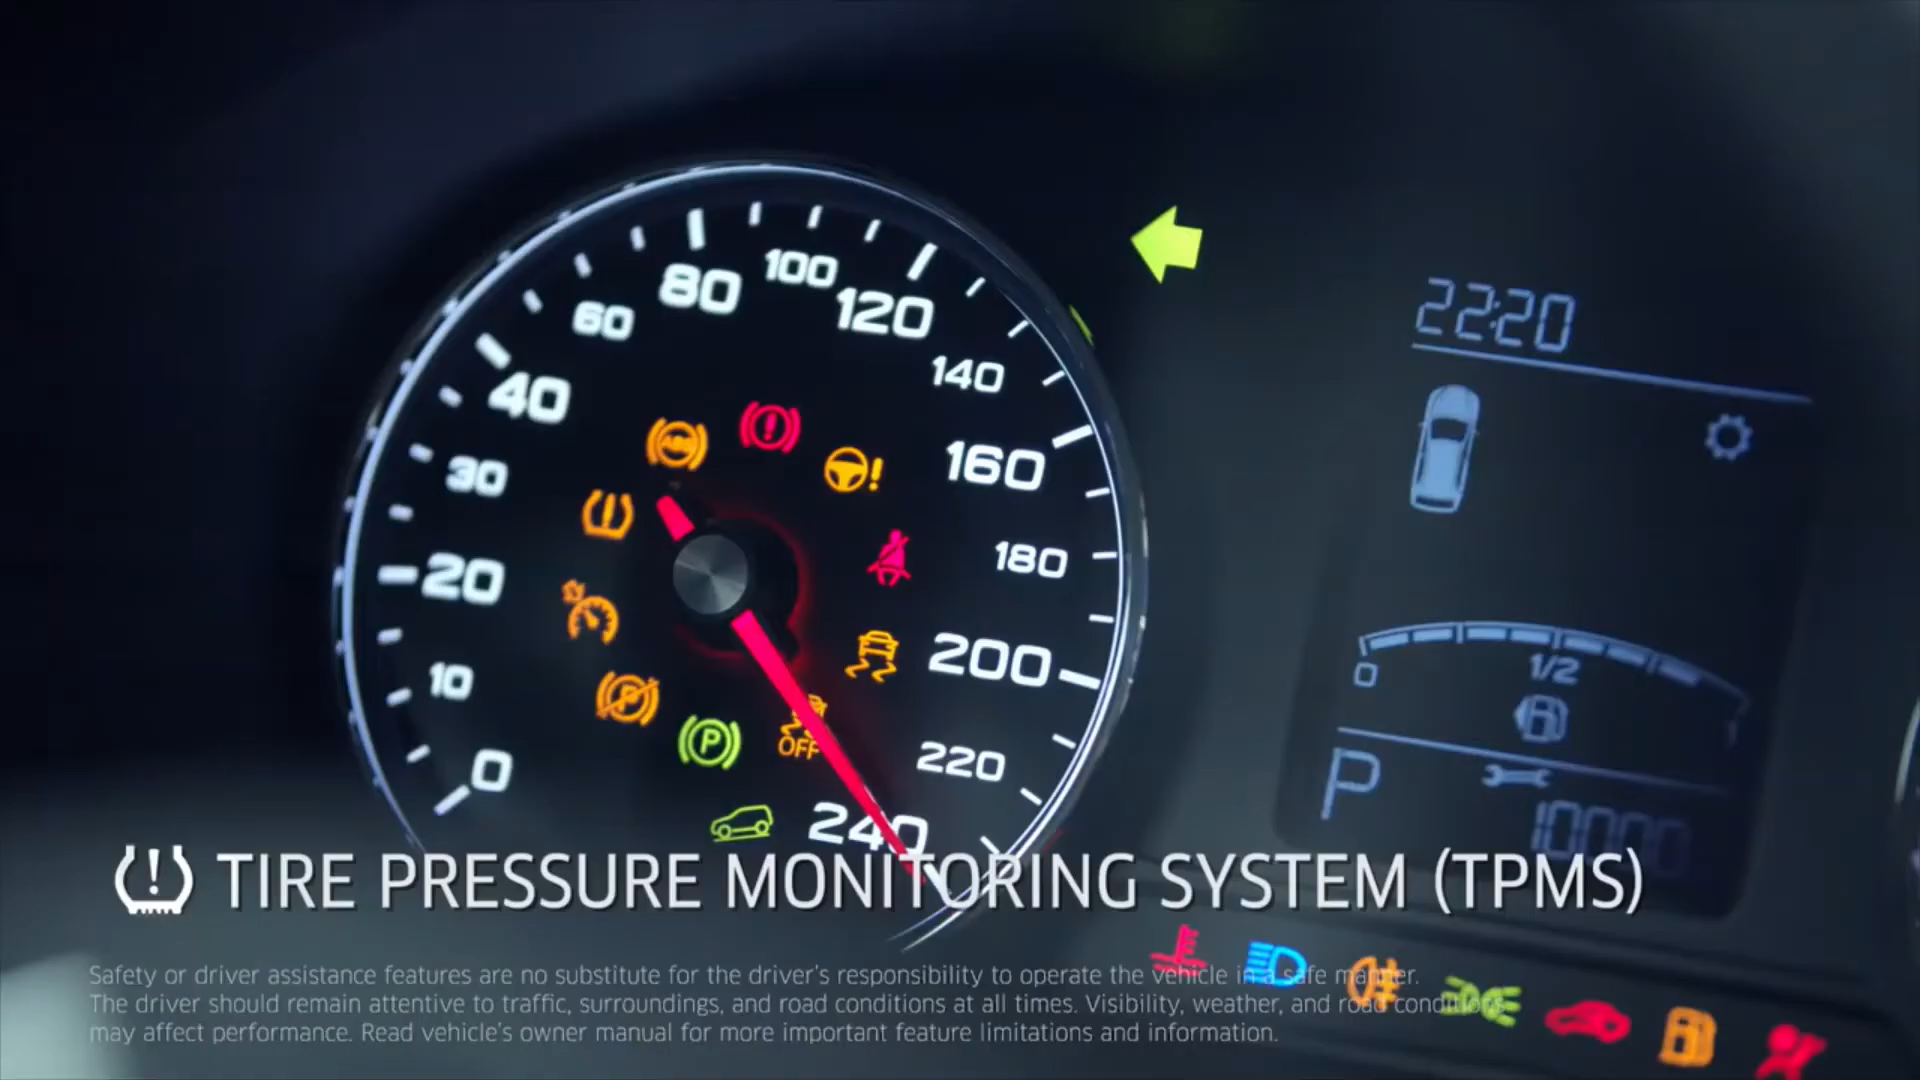 80
100
120
60
140
40
160
30
180
20
200
10
220
0
240
ABS
P
P
OFF
22:20
0
1/2
P
10000
TIRE PRESSURE MONITORING SYSTEM (TPMS)
Safety or driver assistance features are no substitute for the driver's responsibility to operate the vehicle in a safe manner.
The driver should remain attentive to traffic, surroundings, and road conditions at all times. Visibility, weather, and road conditions
may affect performance. Read vehicle's owner manual for more important feature limitations and information.